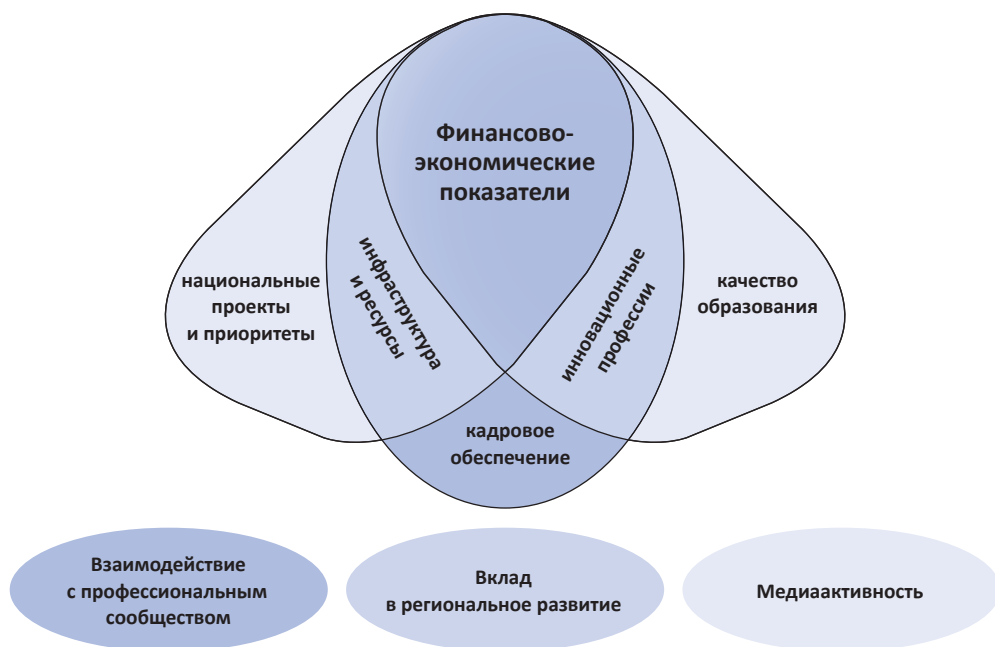 Финансово-
экономические
показатели
национальные
проекты
и приоритеты
инфраструктура
и ресурсы
инновационные
профессии
качество
образования
кадровое
обеспечение
Взаимодействие
с профессиональным
сообществом
Вклад
в региональное развитие
Медиаактивность